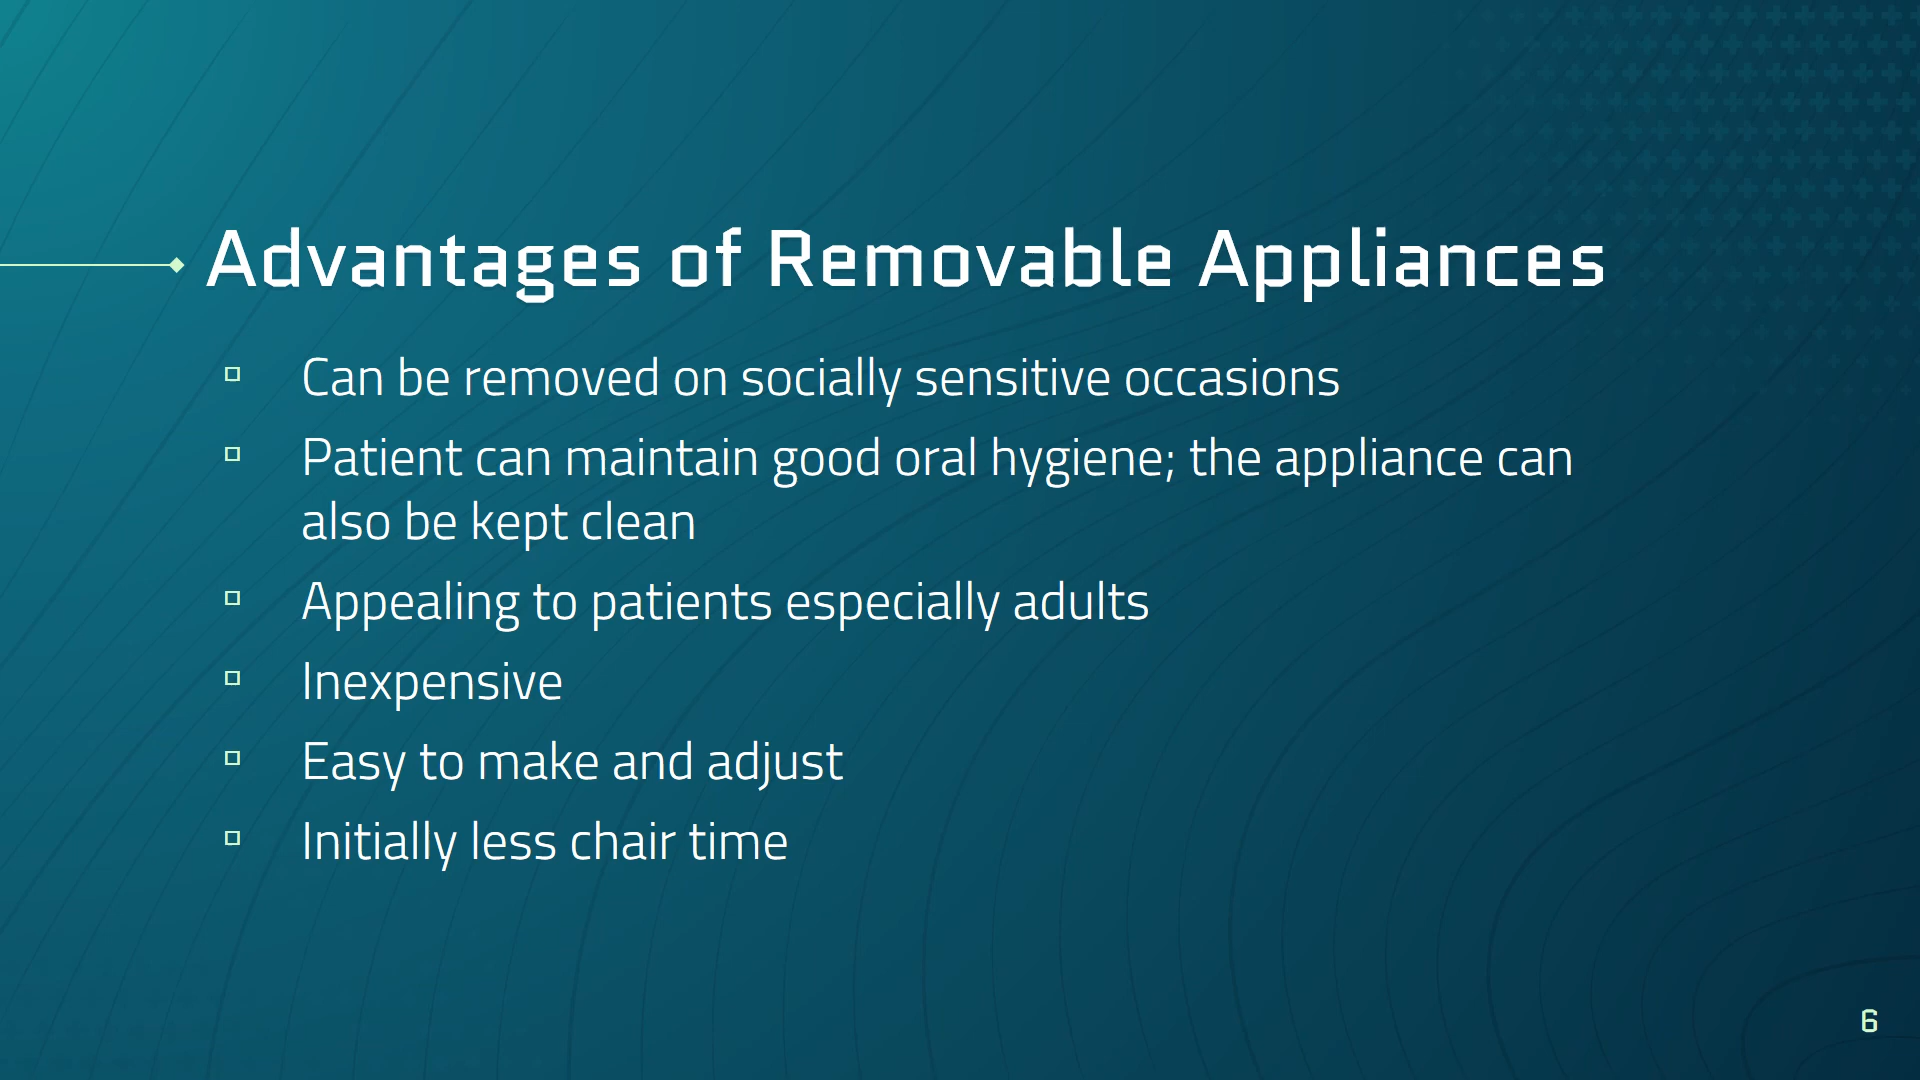 Advantages of Removable Appliances
Can be removed on socially sensitive occasions
Patient can maintain good oral hygiene; the appliance can
also be kept clean
Appealing to patients especially adults
Inexpensive
Easy to make and adjust
Initially less chair time
6